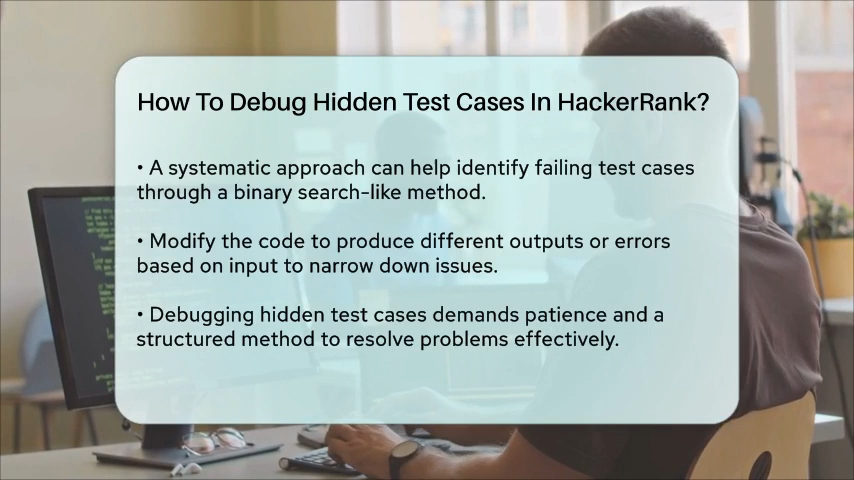 How To Debug Hidden Test Cases In HackerRank?
• A systematic approach can help identify failing test cases
through a binary search-like method.
• Modify the code to produce different outputs or errors
based on input to narrow down issues.
• Debugging hidden test cases demands patience and a
structured method to resolve problems effectively.